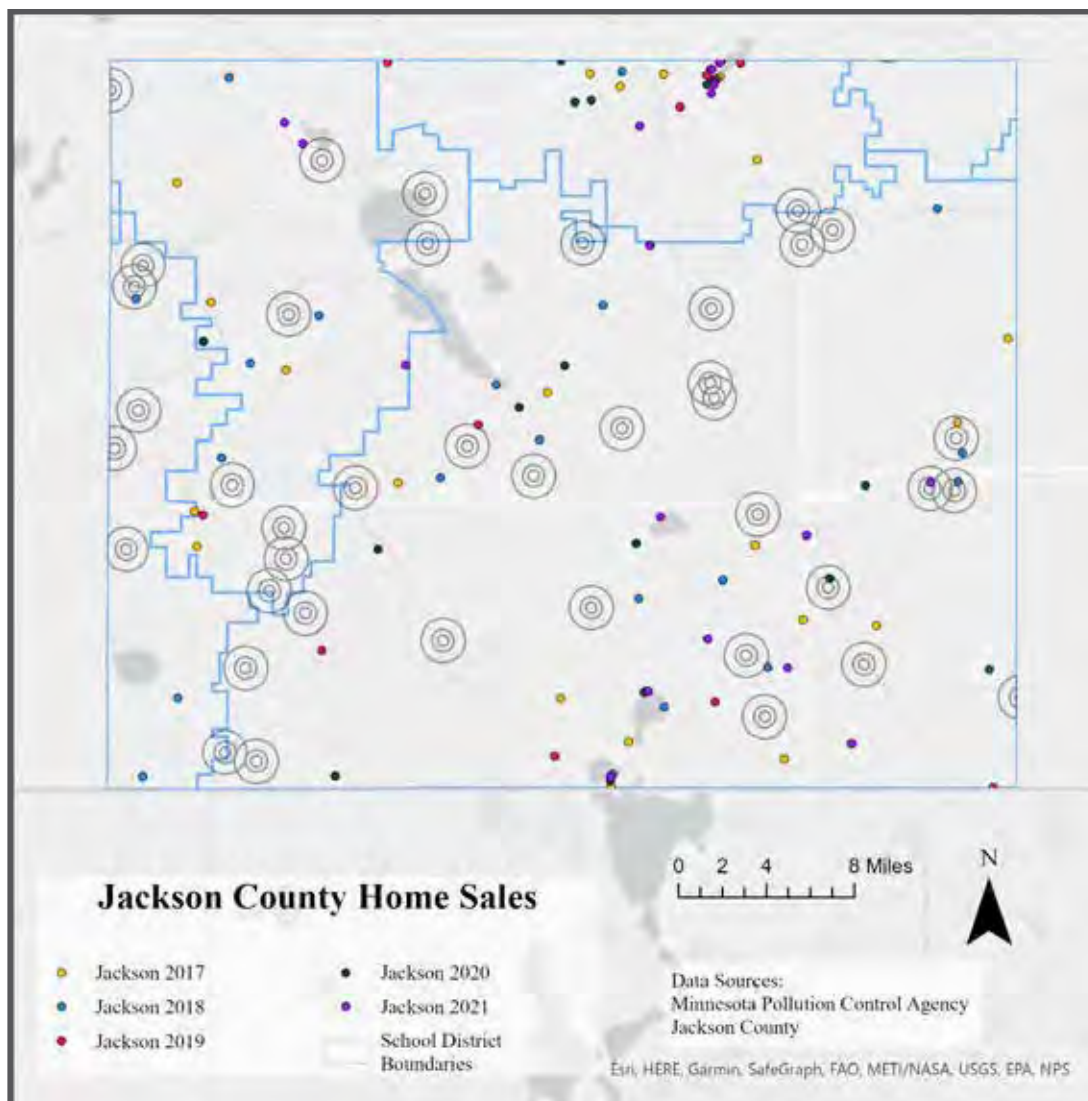 0 2 4 8 Miles
N
Jackson County Home Sales
Jackson 2017
Jackson 2018
Jackson 2019
Jackson 2020
Jackson 2021
School District
Boundaries
Data Sources:
Minnesota Pollution Control Agency
Jackson County
Esri, HERE, Garmin, SafeGraph, FAO, METI/NASA, USGS, EPA, NPS